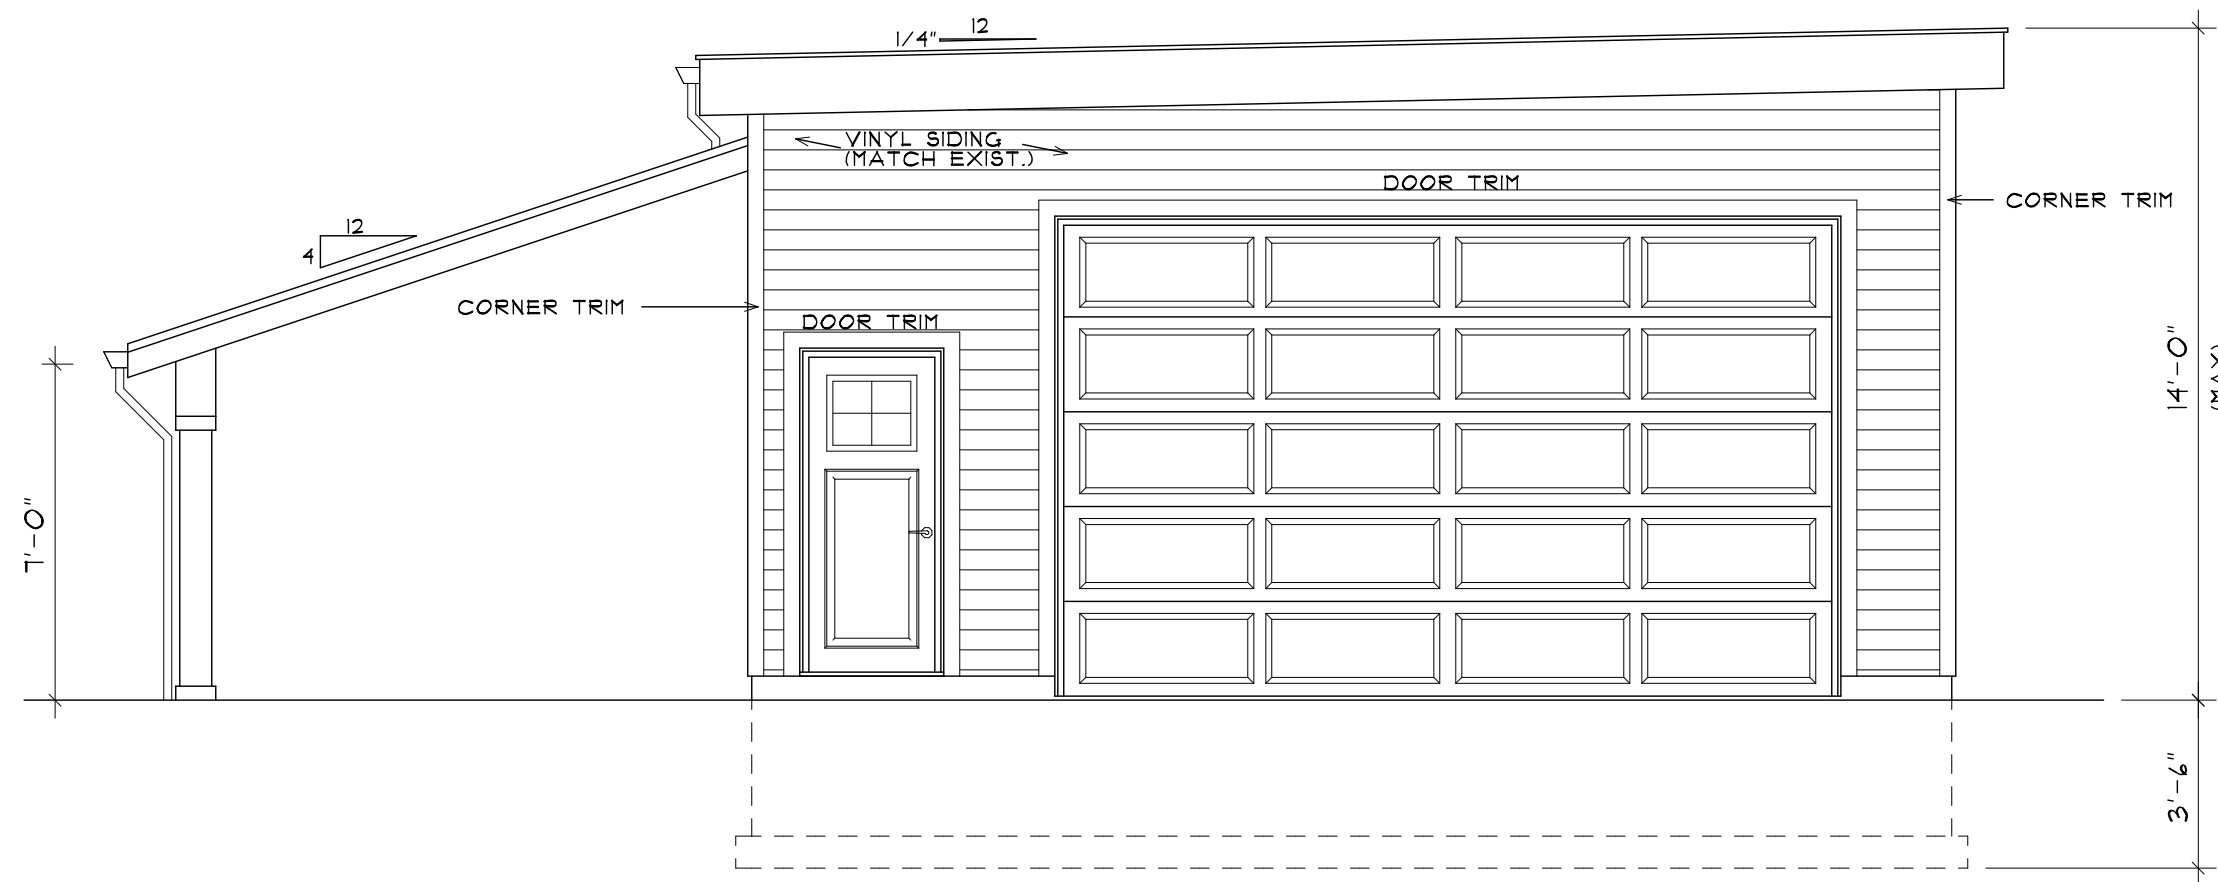 12
1/4"
VINYL SIDING
(MATCH EXIST.)
DOOR TRIM
CORNER TRIM
12
4
CORNER TRIM
DOOR TRIM
14'-0"
(MAX)
7'-0"
3'-6"